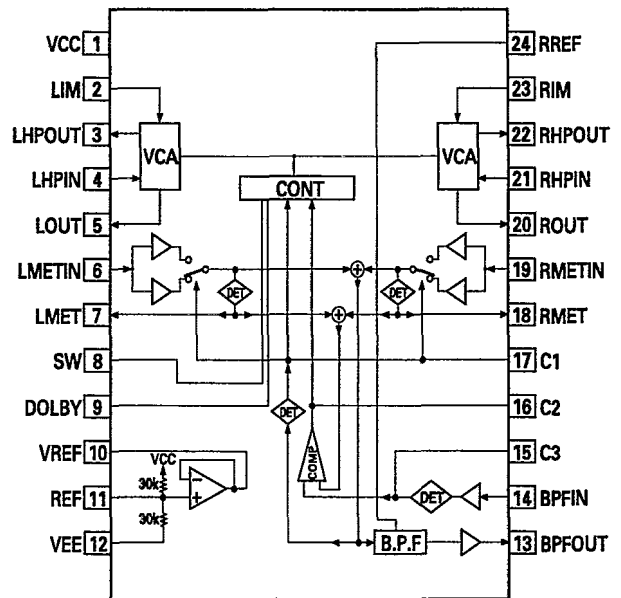 VCC 1
24 RREF
LIM 2
23 RIM
LHPOUT 3
VCA
VCA
22 RHPOUT
LHPIN 4
CONT
21 RHPIN
LOUT 5
20 ROUT
LMETIN 6
19 RMETIN
DET
DET
LMET 7
18 RMET
SW 8
17 C1
DOLBY 9
DET
16 C2
VREF 10
VCC
COMP
15 C3
30k
REF 11
DET
14 BPFIN
30k
VEE 12
B.P.F
13 BPFOUT